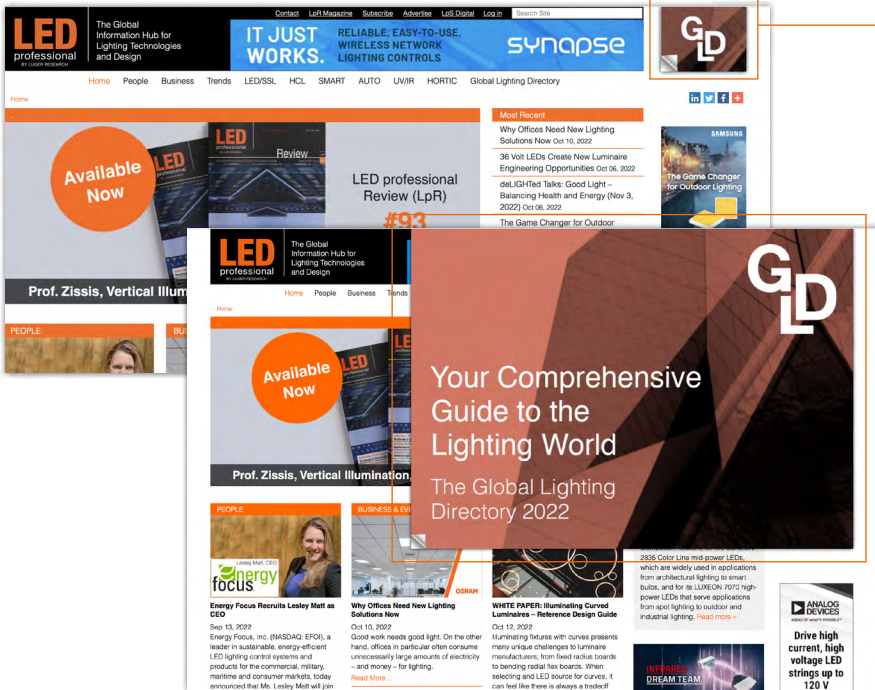 Contact LpR Magazine Subscribe Advertise LpS Digital Log in Search Site
LED
professional
BY LUGER RESEARCH
The Global
Information Hub for
Lighting Technologies
and Design
IT JUST
WORKS.
RELIABLE, EASY-TO-USE,
WIRELESS NETWORK
LIGHTING CONTROLS
SYNAPSE
GLD
Home People Business Trends LED/SSL HCL SMART AUTO UV/IR HORTIC Global Lighting Directory
Home
Available
Now
LED
professional
Review
LED professional
Review (LpR)
#93
Prof. Zissis, Vertical Illum
PEOPLE
BUS
Most Recent
Why Offices Need New Lighting
Solutions Now Oct 10, 2022
36 Volt LEDs Create New Luminaire
Engineering Opportunities Oct 06, 2022
deLIGHTed Talks: Good Light –
Balancing Health and Energy (Nov 3,
2022) Oct 06, 2022
The Game Changer for Outdoor
SAMSUNG
The Game Changer
for Outdoor Lighting
LED
professional
BY LUGER RESEARCH
The Global
Information Hub for
Lighting Technologies
and Design
Home People Business Trends
Home
Available
Now
LED
LE
Prof. Zissis, Vertical Illumination,
GLD
Your Comprehensive
Guide to the
Lighting World
The Global Lighting
Directory 2022
PEOPLE
Lesley Matt, CEO
energy
focus
Energy Focus Recruits Lesley Matt as
CEO
Sep 13, 2022
Energy Focus, Inc. (NASDAQ: EFOI), a
leader in sustainable, energy-efficient
LED lighting control systems and
products for the commercial, military,
maritime and consumer markets, today
announced that Ms. Lesley Matt will join
BUSINESS & EV
OSRAM
Why Offices Need New Lighting
Solutions Now
Oct 10, 2022
Good work needs good light. On the other
hand, offices in particular often consume
unnecessarily large amounts of electricity
– and money – for lighting.
Read More...
WHITE PAPER: Illuminating Curved
Luminaires – Reference Design Guide
Oct 12, 2022
Illuminating fixtures with curves presents
many unique challenges to luminaire
manufacturers; from fixed radius boards
to bending radial flex boards. When
selecting and LED source for curves, it
can feel like there is always a tradeoff
2835 Color Line mid-power LEDs,
which are widely used in applications
from architectural lighting to smart
bulbs, and for its LUXEON 7070 high-
power LEDs that serve applications
from spot lighting to outdoor and
industrial lighting. Read more »
INFRARED
DREAM TEAM
ANALOG
DEVICES
AHEAD OF WHAT'S POSSIBLE
Drive high
current, high
voltage LED
strings up to
120 V